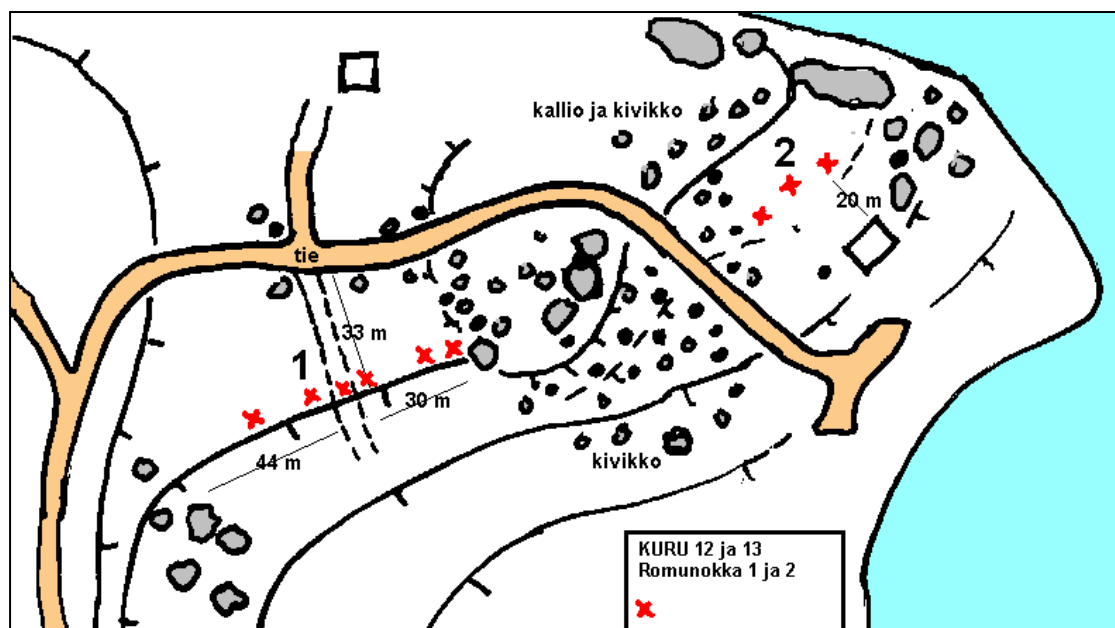 kallio ja kivikko
2
20 m
tie
33 m
1
30 m
44 m
kivikko
KURU 12 ja 13
Romunokka 1 ja 2